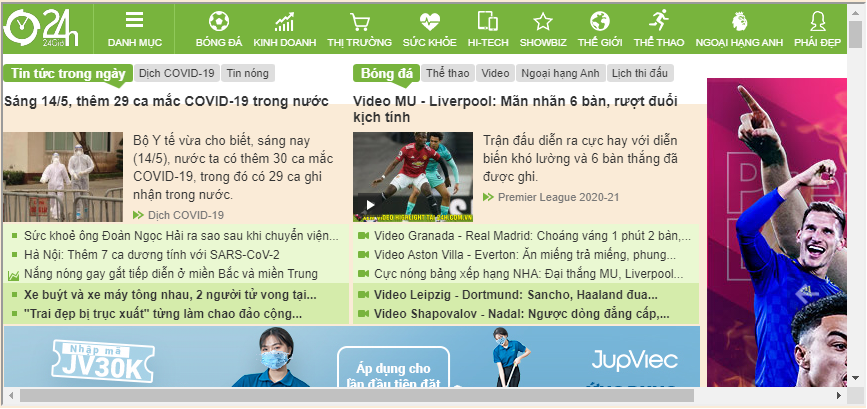 24h
24Giờ
DANH MỤC
BÓNG ĐÁ
KINH DOANH
THỊ TRƯỜNG
SỨC KHỎE
HI-TECH
SHOWBIZ
THẾ GIỚI
THỂ THAO
NGOẠI HẠNG ANH
PHÁI ĐẸP
Tin tức trong ngày
Dịch COVID-19
Tin nóng
Sáng 14/5, thêm 29 ca mắc COVID-19 trong nước
Bộ Y tế vừa cho biết, sáng nay
(14/5), nước ta có thêm 30 ca mắc
COVID-19, trong đó có 29 ca ghi
nhận trong nước.
Dịch COVID-19
Sức khoẻ ông Đoàn Ngọc Hải ra sao sau khi chuyển viện...
Hà Nội: Thêm 7 ca dương tính với SARS-CoV-2
Nắng nóng gay gắt tiếp diễn ở miền Bắc và miền Trung
Xe buýt và xe máy tông nhau, 2 người tử vong tại...
"Trai đẹp bị trục xuất" từng làm chao đảo cộng...
Bóng đá
Thể thao
Video
Ngoại hạng Anh
Lịch thi đấu
Video MU - Liverpool: Mãn nhãn 6 bàn, rượt đuổi
kịch tính
Trận đấu diễn ra cực hay với diễn
biến khó lường và 6 bàn thắng đã
được ghi.
Premier League 2020-21
DEO HIGHLIGHT TẠI 24H.COM.VN
Video Granada - Real Madrid: Choáng váng 1 phút 2 bàn,...
Video Aston Villa - Everton: Ăn miếng trả miếng, phung...
Cực nóng bảng xếp hạng NHA: Đại thắng MU, Liverpool...
Video Leipzig - Dortmund: Sancho, Haaland đua...
Video Shapovalov - Nadal: Ngược dòng đẳng cấp,...
Nhập mã
JV30K
Áp dụng cho
lần đầu tiên đặt
JupViec
ỨNG DỤNG